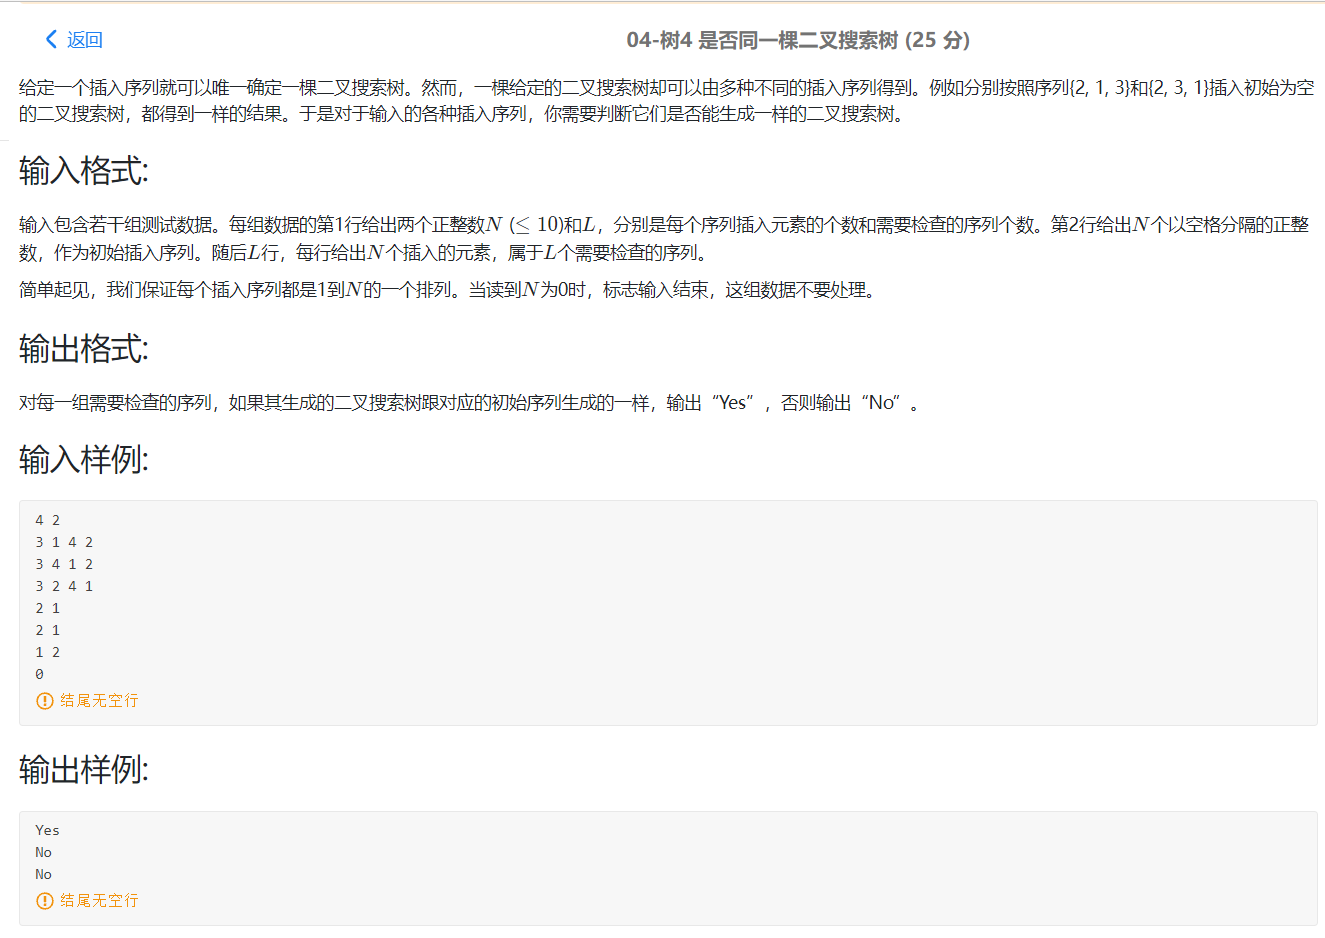 返回
04-树4 是否同一棵二叉搜索树 (25 分)
给定一个插入序列就可以唯一确定一棵二叉搜索树。然而，一棵给定的二叉搜索树却可以由多种不同的插入序列得到。例如分别按照序列{2, 1, 3}和{2, 3, 1}插入初始为空
的二叉搜索树，都得到一样的结果。于是对于输入的各种插入序列，你需要判断它们是否能生成一样的二叉搜索树。
输入格式:
输入包含若干组测试数据。每组数据的第1行给出两个正整数N (≤ 10)和L，分别是每个序列插入元素的个数和需要检查的序列个数。第2行给出N个以空格分隔的正整
数，作为初始插入序列。随后L行，每行给出N个插入的元素，属于L个需要检查的序列。
简单起见，我们保证每个插入序列都是1到N的一个排列。当读到N为0时，标志输入结束，这组数据不要处理。
输出格式:
对每一组需要检查的序列，如果其生成的二叉搜索树跟对应的初始序列生成的一样，输出“Yes”，否则输出“No”。
输入样例:
4 2
3 1 4 2
3 4 1 2
3 2 4 1
2 1
2 1
1 2
0
结尾无空行
输出样例:
Yes
No
No
结尾无空行